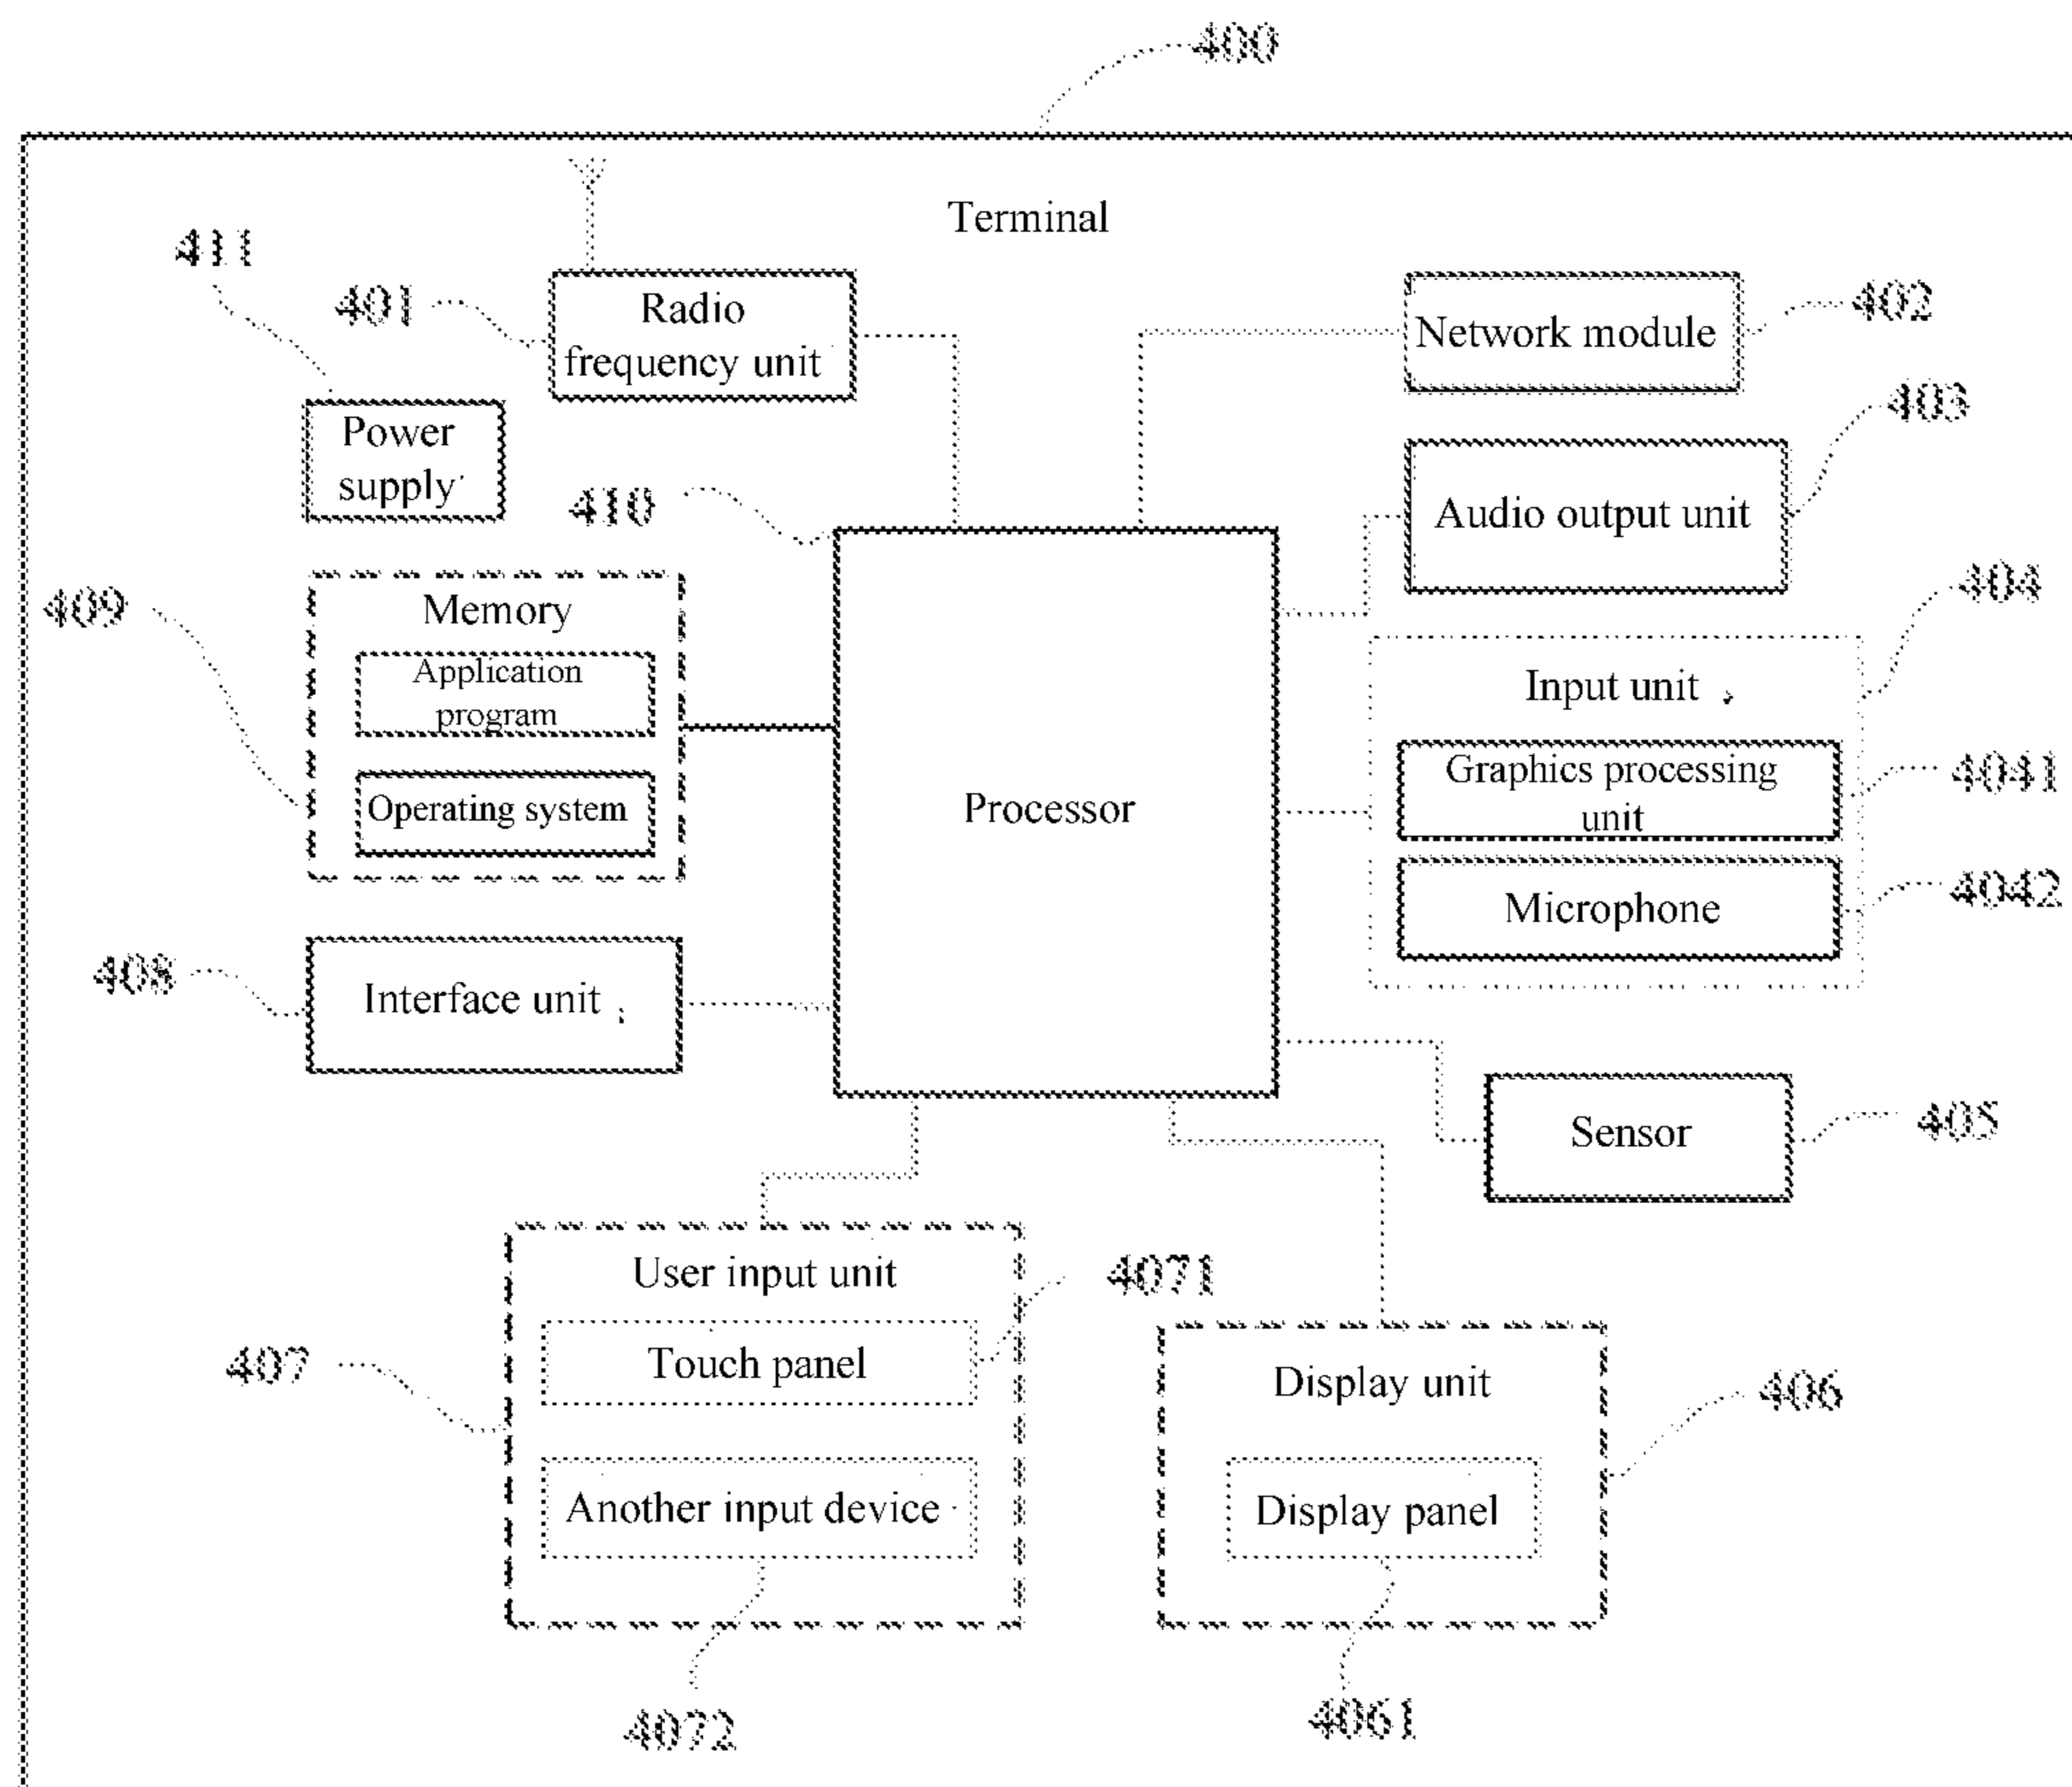 400
Terminal
411
401
Radio
frequency unit
Network module
402
Power
supply
403
410
Audio output unit
409
Memory
404
Application
program
Input unit
Operating system
Processor
Graphics processing
unit
4041
Microphone
4042
408
Interface unit
Sensor
405
User input unit
4071
407
Touch panel
Display unit
406
Another input device
Display panel
4072
4061